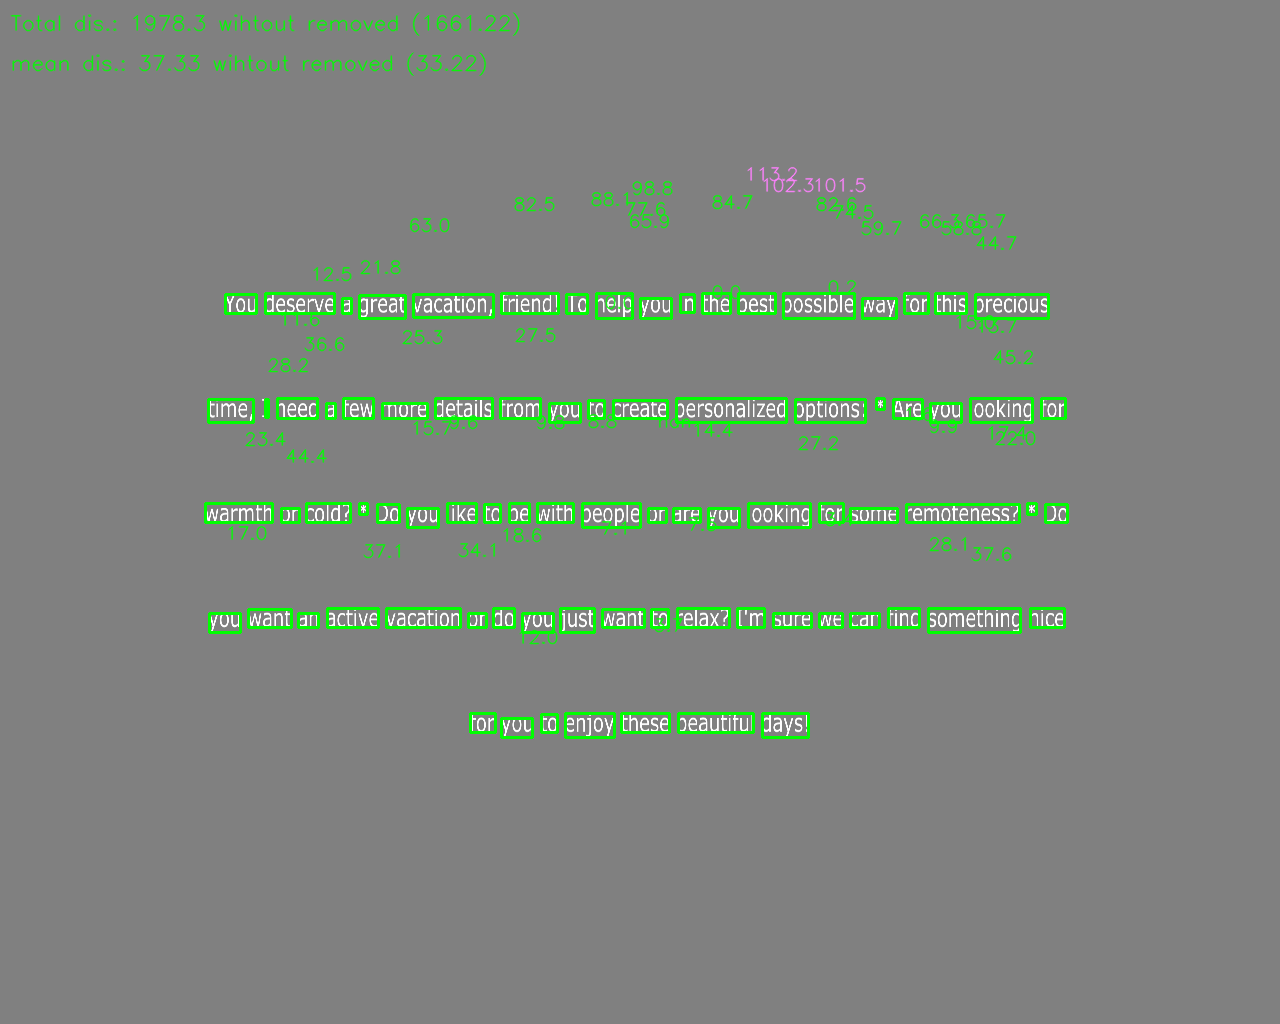 Total dis.: 1978.3 wihtout removed (1661.22)
mean dis.: 37.33 wihtout removed (33.22)
113.2
102.3 101.5
98.8
88.1 82.5 77.6 84.7 82.6 74.5
63.0 65.9 59.7 66.3 65.7 58.8
44.7
12.5 21.8
0.0 0.2
You deserve a great vacation, friend! To help you in the best possible way for this precious
11.6 15.7
36.6 25.3 27.5
28.2 45.2
time, I need a few more details from you to create personalized options: * Are you looking for
15.7 9.6 9.8 8.8 14.4 9.9 17.4
23.4 27.2 22.0
44.4
warmth or cold? * Do you like to be with people or are you looking for some remoteness? * Do
17.0 18.6 7.1
37.1 34.1 28.1 37.6
you want an active vacation or do you just want to relax? I'm sure we can find something nice
12.0
for you to enjoy these beautiful days!